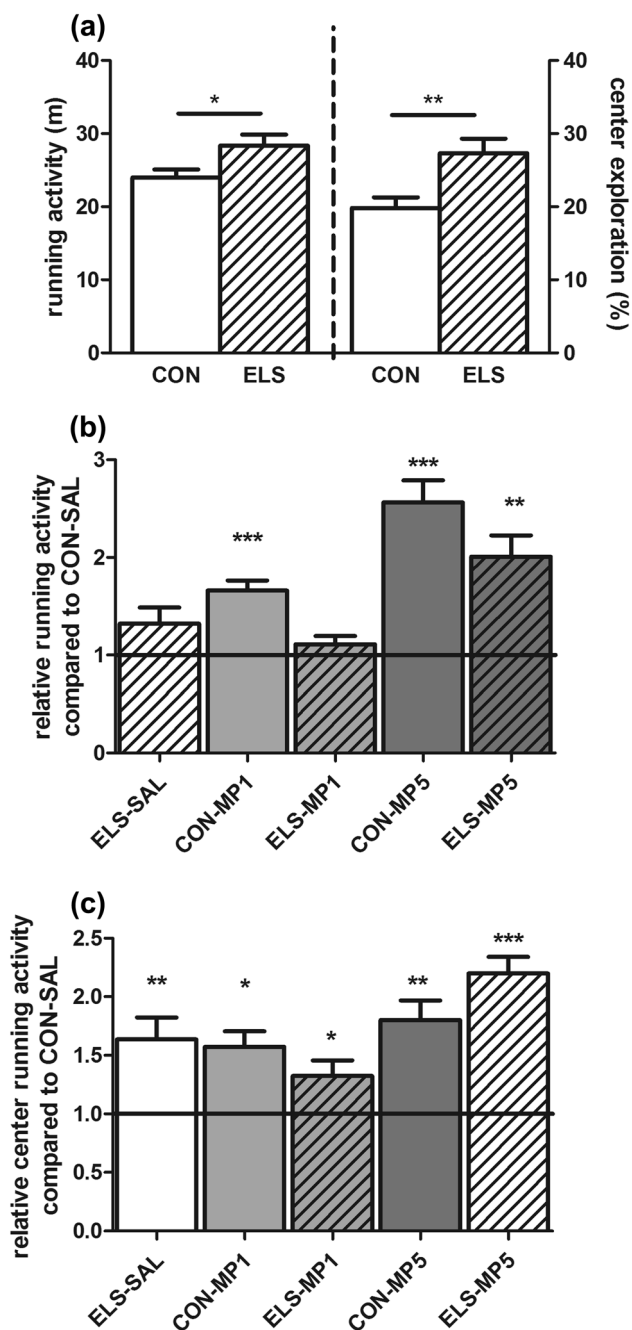 (a)
running activity (m)
40
30
20
10
0
*
CON ELS
**
CON ELS
40
30
20
10
0
center exploration (%)
(b)
relative running activity
compared to CON-SAL
3
2
1
0
***
***
**
ELS-SAL
CON-MP1
ELS-MP1
CON-MP5
ELS-MP5
(c)
relative center running activity
compared to CON-SAL
2.5
2.0
1.5
1.0
0.5
0.0
**
*
*
**
***
ELS-SAL
CON-MP1
ELS-MP1
CON-MP5
ELS-MP5